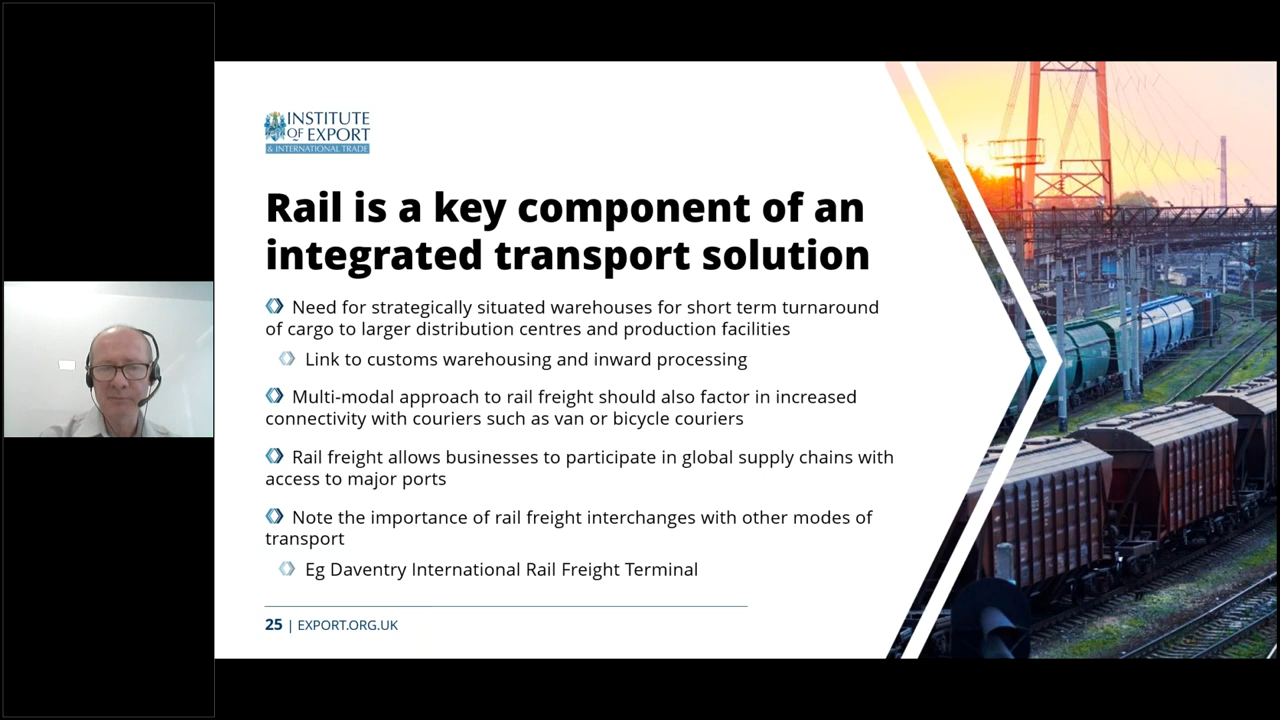 INSTITUTE
OF EXPORT
& INTERNATIONAL TRADE
Rail is a key component of an
integrated transport solution
Need for strategically situated warehouses for short term turnaround
of cargo to larger distribution centres and production facilities
Link to customs warehousing and inward processing
Multi-modal approach to rail freight should also factor in increased
connectivity with couriers such as van or bicycle couriers
Rail freight allows businesses to participate in global supply chains with
access to major ports
Note the importance of rail freight interchanges with other modes of
transport
Eg Daventry International Rail Freight Terminal
25 | EXPORT.ORG.UK